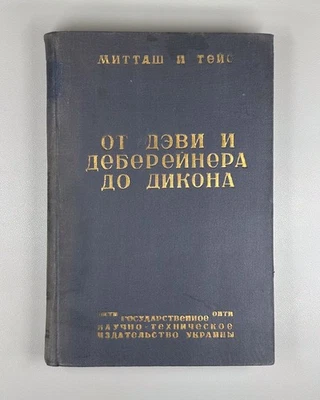 МИТТАШ И ТЕЙС
ОТ ДЭВИ И
ДЕБЕРЕЙНЕРА
ДО ДИКОНА
ОНТИ ГОСУДАРСТВЕННОЕ ОНТИ
НАУЧНО-ТЕХНИЧЕСКОЕ
ИЗДАТЕЛЬСТВО УКРАИНЫ